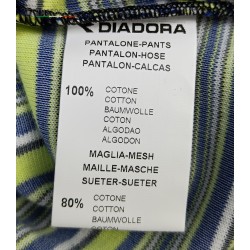 DIADORA
PANTALONE-PANTS
PANTALON-HOSE
PANTALON-CALCAS
100% COTONE
COTTON
BAUMWOLLE
COTON
ALGODAO
ALGODON
MAGLIA-MESH
MAILLE-MASCHE
SUETER-SUETER
80% COTONE
COTTON
BAUMWOLLE
COTON